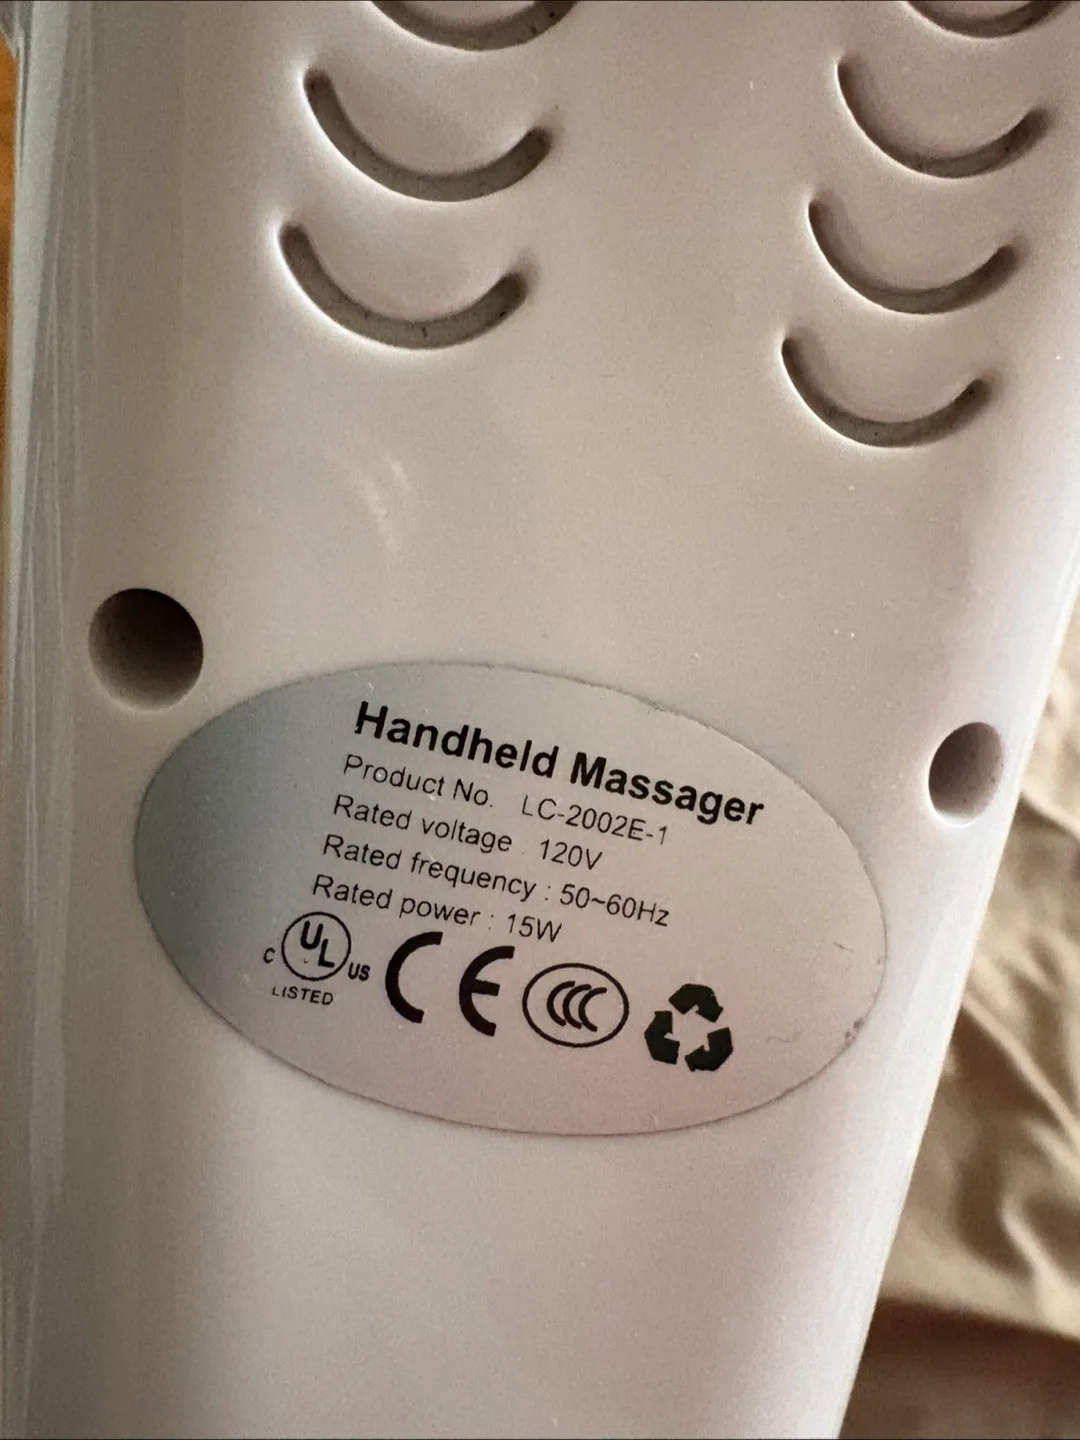 Handheld Massager
Product No. LC-2002E-1
Rated voltage 120V
Rated frequency : 50~60Hz
Rated power : 15W
C UL US
LISTED
CE
CCC